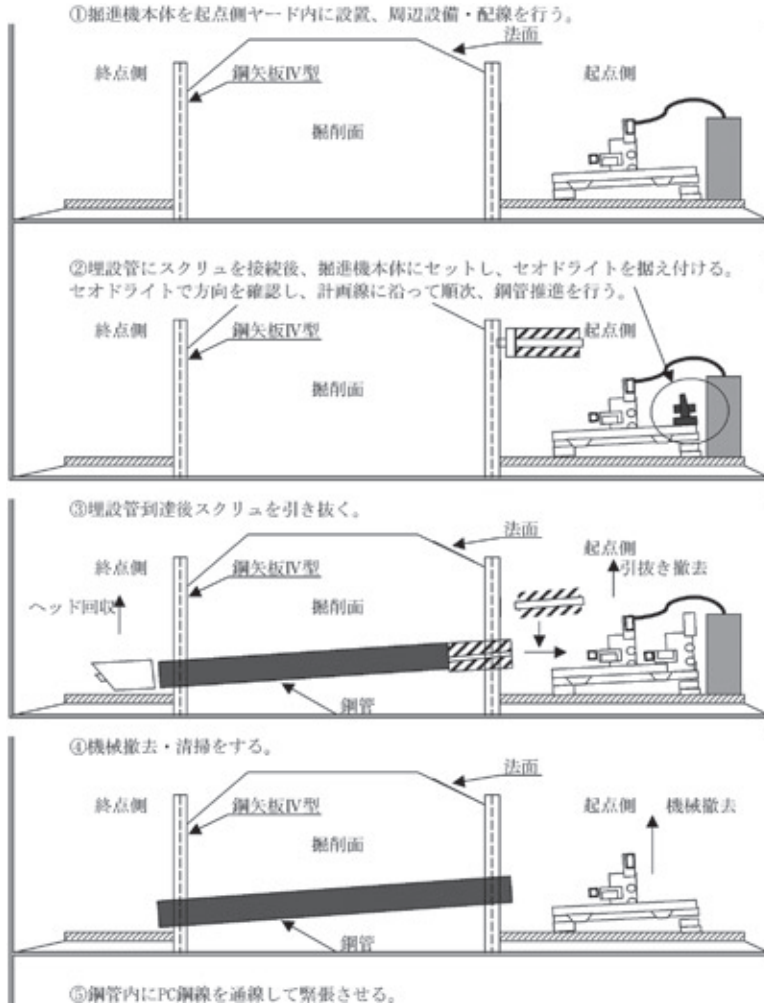 ①掘進機本体を起点側ヤード内に設置、周辺設備・配線を行う。
法面
終点側
鋼矢板Ⅳ型
起点側
掘削面
②埋設管にスクリュを接続後、掘進機本体にセットし、セオドライトを据え付ける。
セオドライトで方向を確認し、計画線に沿って順次、鋼管推進を行う。
終点側
鋼矢板Ⅳ型
起点側
掘削面
③埋設管到達後スクリュを引き抜く。
法面
終点側
鋼矢板Ⅳ型
起点側
引抜き撤去
ヘッド回収
掘削面
鋼管
④機械撤去・清掃をする。
法面
終点側
鋼矢板Ⅳ型
起点側
機械撤去
掘削面
鋼管
⑤鋼管内にPC鋼線を通線して緊張させる。